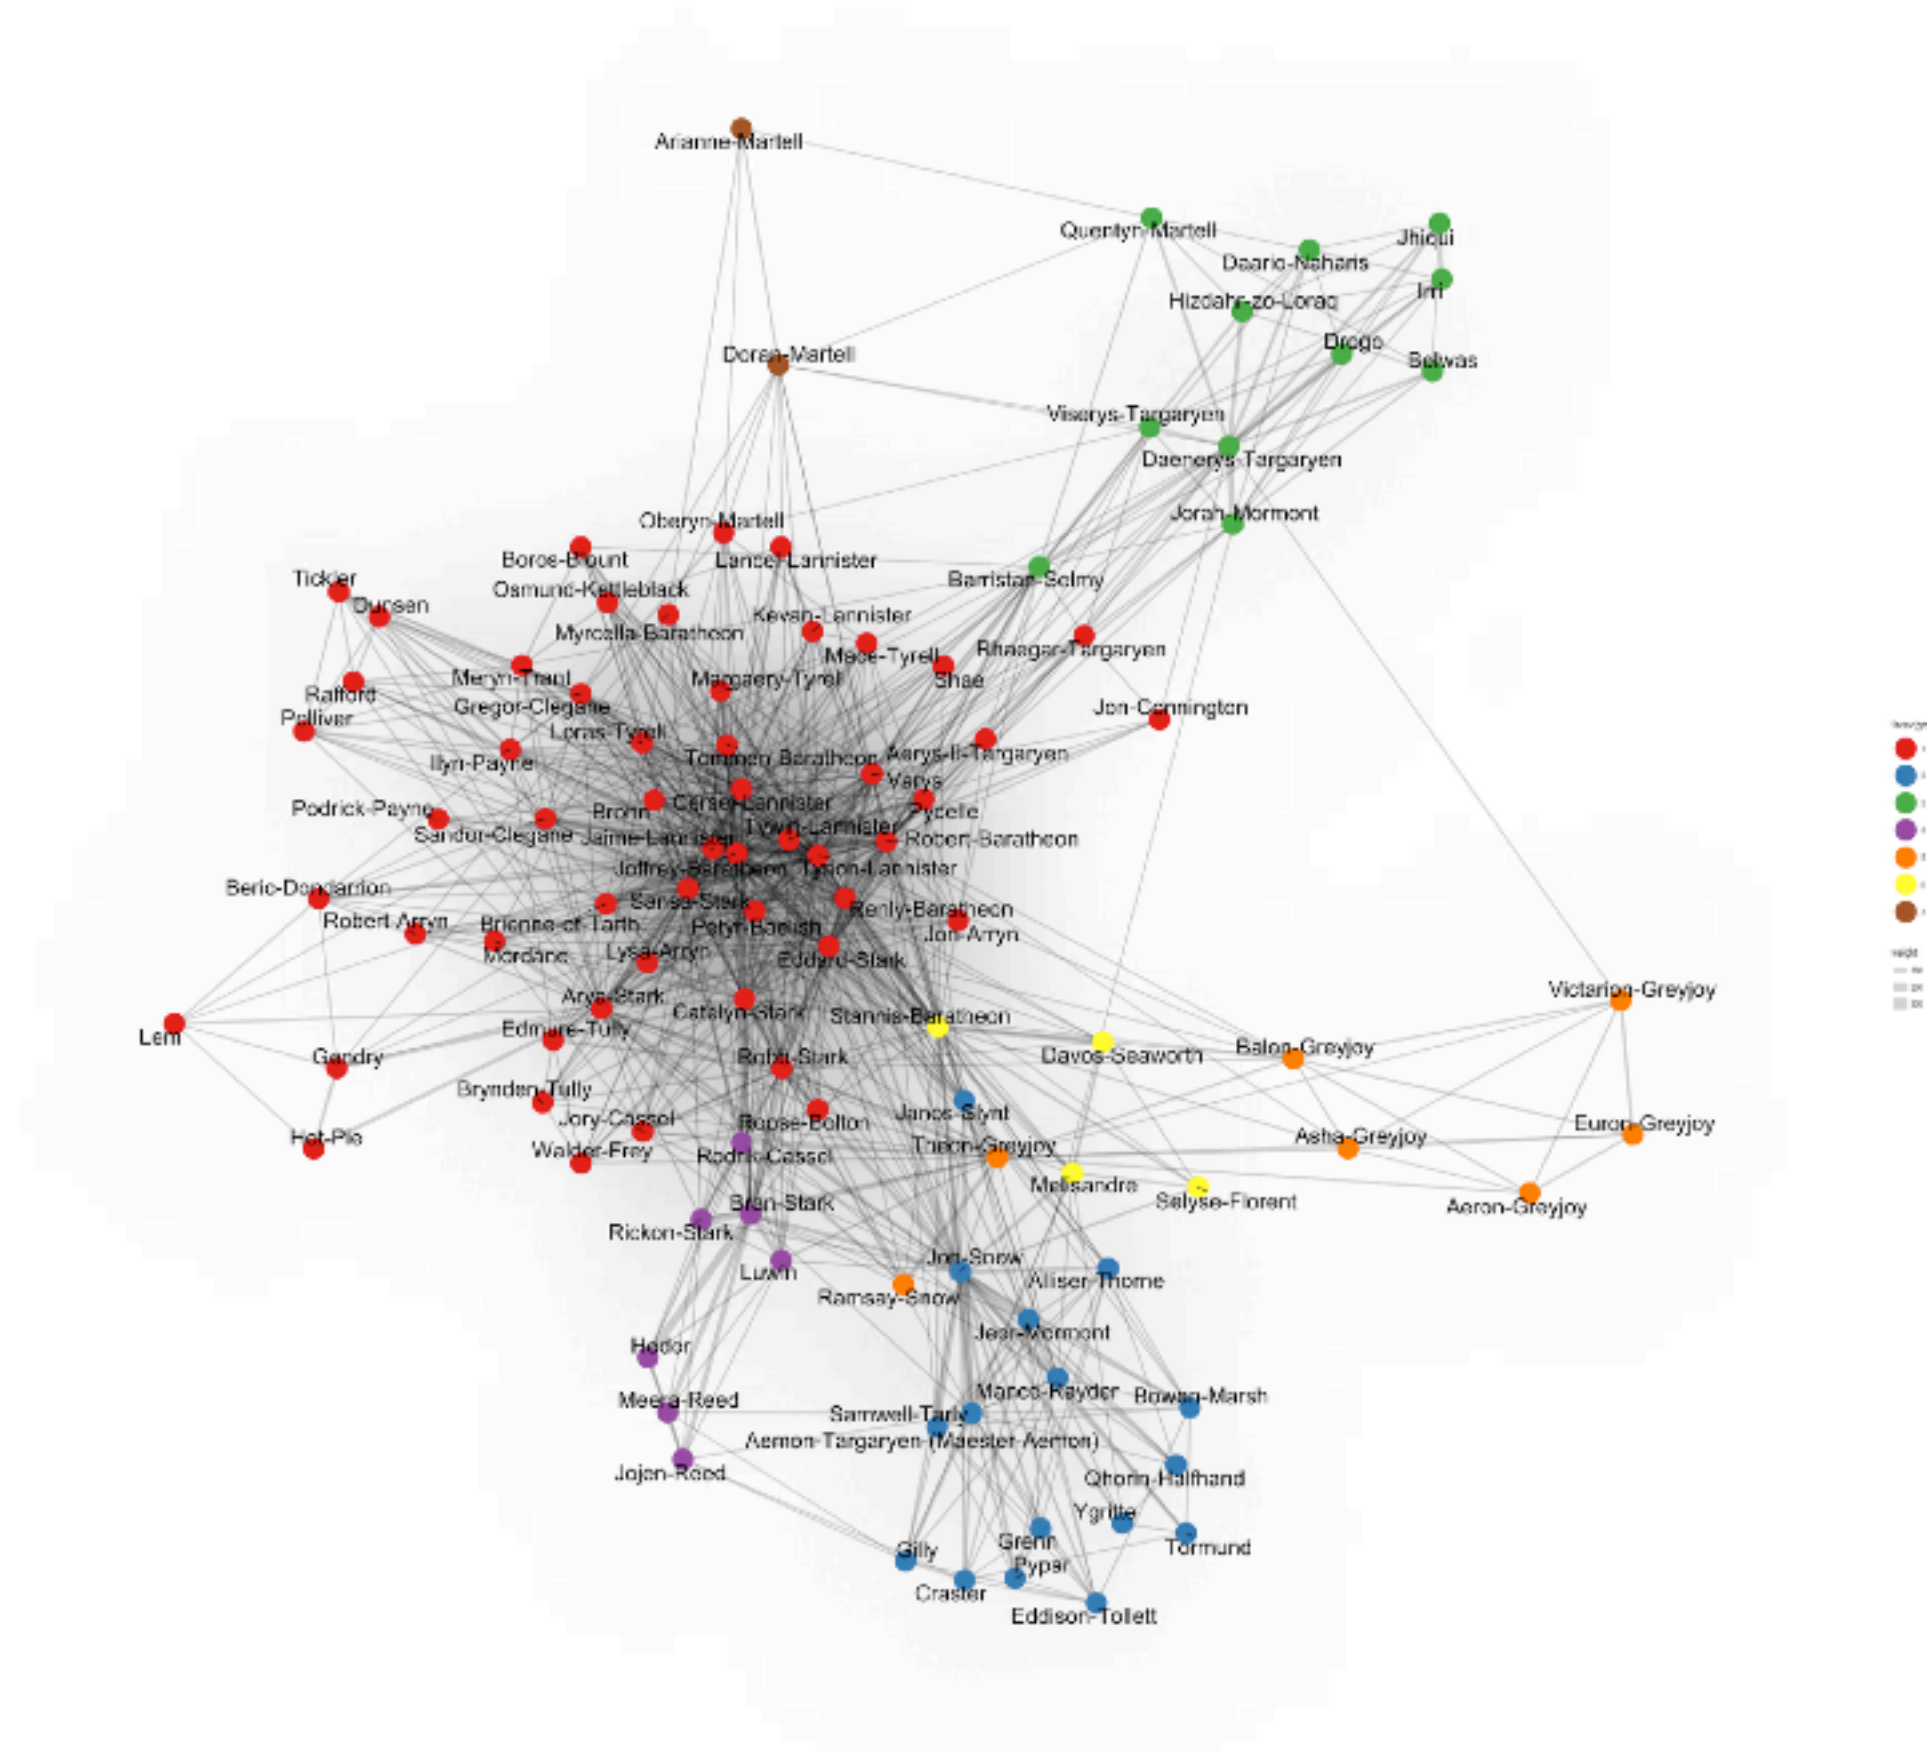 Arianne-Martell
Quentyn-Martell
Jhiqui
Daario-Naharis
Irri
Hizdahr-zo-Loraq
Drogo
Doran-Martell
Belwas
Viserys-Targaryen
Daenerys-Targaryen
Jorah-Mormont
Oberyn-Martell
Boros-Blount
Lancel-Lannister
Tickler
Barristan-Selmy
Osmund-Kettleblack
Dunsen
Kevan-Lannister
Myrcella-Baratheon
Rhaegar-Targaryen
Mace-Tyrell
Meryn-Trant
Margaery-Tyrell
Shae
Rafford
Gregor-Clegane
Jon-Connington
Polliver
Loras-Tyrell
Tommen-Baratheon
Aerys-II-Targaryen
Illyn-Payne
Varys
Cersei-Lannister
Podrick-Payne
Bronn
Pycelle
Tywin-Lannister
Sandor-Clegane
Jaime-Lannister
Robert-Baratheon
Joffrey-Baratheon
Tyrion-Lannister
Beric-Dondarrion
Sansa-Stark
Renly-Baratheon
Robert-Arryn
Brienne-of-Tarth
Petyr-Baelish
Jon-Arryn
Mordane
Lysa-Arryn
Eddard-Stark
Victarion-Greyjoy
Arya-Stark
Catelyn-Stark
Stannis-Baratheon
Edmure-Tully
Lem
Balon-Greyjoy
Gendry
Robb-Stark
Davos-Seaworth
Brynden-Tully
Janos-Slynt
Jory-Cassel
Roose-Bolton
Euron-Greyjoy
Hot-Pie
Asha-Greyjoy
Theon-Greyjoy
Walder-Frey
Rodrik-Cassel
Melisandre
Selyse-Florent
Bran-Stark
Aeron-Greyjoy
Rickon-Stark
Jon-Snow
Luwin
Alliser-Thorne
Ramsay-Snow
Jeor-Mormont
Hodor
Mance-Rayder
Bowen-Marsh
Meera-Reed
Samwell-Tarly
Aemon-Targaryen-(Maester-Aemon)
Jojen-Reed
Qhorin-Halfhand
Ygritte
Grenn
Tormund
Gilly
Pypar
Craster
Eddison-Tollett
weight